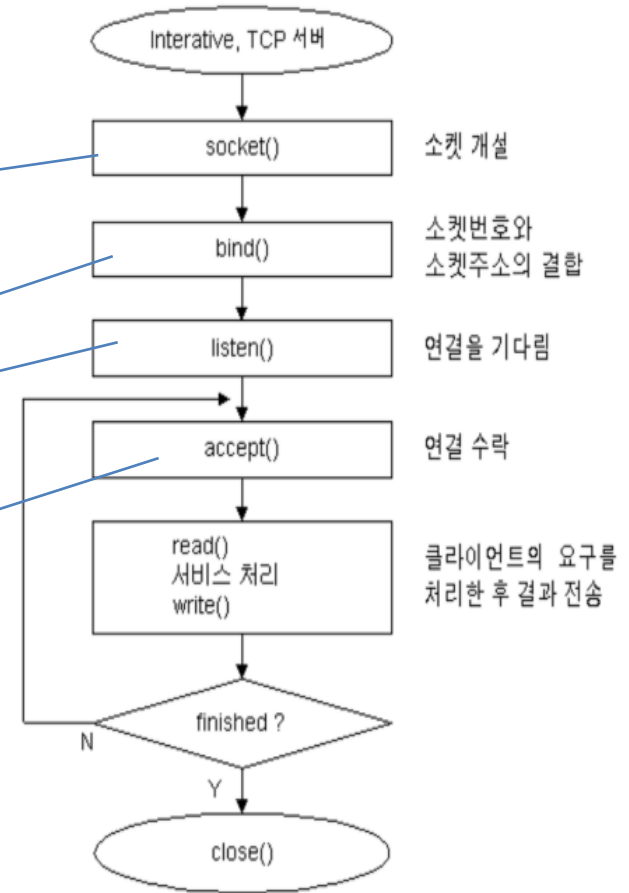 Interative, TCP 서버
socket()
소켓 개설
bind()
소켓번호와
소켓주소의 결합
listen()
연결을 기다림
accept()
연결 수락
read()
서비스 처리
write()
클라이언트의 요구를
처리한 후 결과 전송
finished ?
N
Y
close()